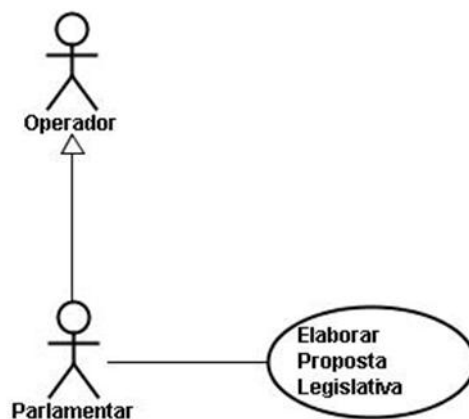 Operador
Elaborar
Proposta
Legislativa
Parlamentar